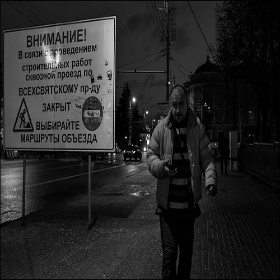 ВНИМАНИЕ!
В связи с проведением
строительных работ
сквозной проезд по
ВСЕХСВЯТСКОМУ пр-ду
ЗАКРЫТ
ВЫБИРАЙТЕ
МАРШРУТЫ ОБЪЕЗДА